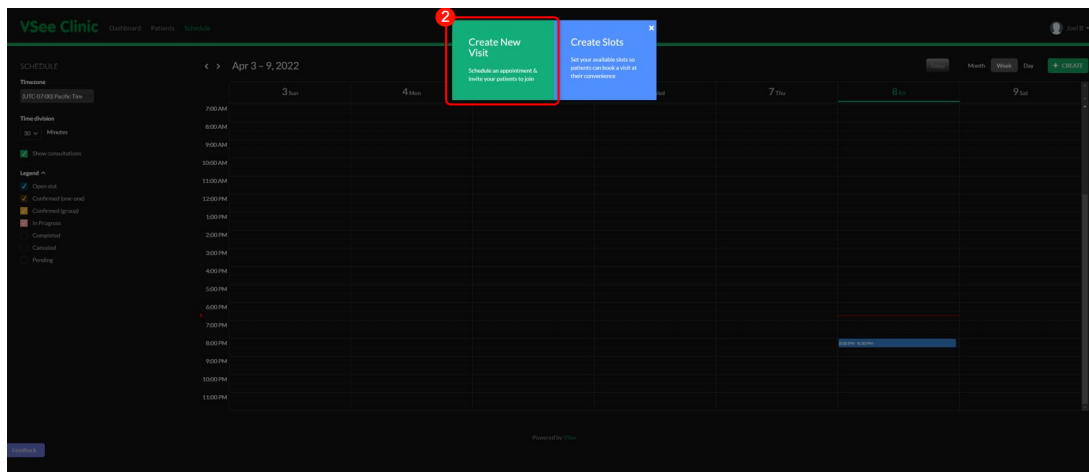 2
VSee Clinic Dashboard Patients Schedule
Create New
Visit
Schedule an appointment &
invite your patients to join
Create Slots
Set your available slots so
patients can book a visit at
their convenience
SCHEDULE
Timezone
(UTC-07:00) Pacific Time
Time division
30 Minutes
Show consultations
Legend
Open slot
Confirmed (one-one)
Confirmed (group)
In Progress
Completed
Canceled
Pending
< > Apr 3 – 9, 2022
Month Week Day + CREATE
3 Sun 4 Mon 7 Thu 8 Fri 9 Sat
7:00 AM
8:00 AM
9:00 AM
10:00 AM
11:00 AM
12:00 PM
1:00 PM
2:00 PM
3:00 PM
4:00 PM
5:00 PM
6:00 PM
7:00 PM
8:00 PM
9:00 PM
10:00 PM
11:00 PM
Powered by VSee
Feedback